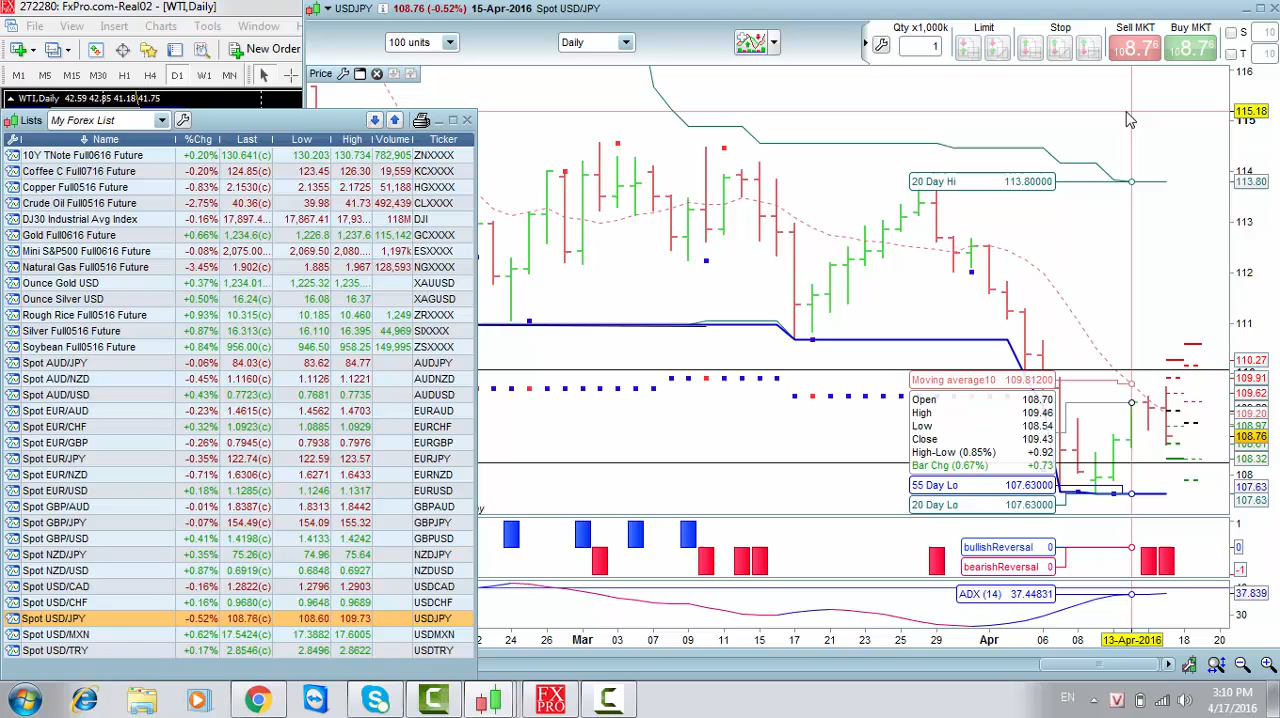 272280: FxPro.com-Real02 - [WTI,Daily]
File View Insert Charts Tools Window
New Order
M1 M5 M15 M30 H1 H4 D1 W1 MN
WTI,Daily 42.59 42.85 41.18 41.75
USDJPY 108.76 (-0.52%) 15-Apr-2016 Spot USD/JPY
100 units Daily
Qty x1,000k Limit Stop Sell MKT Buy MKT
1 10 8.7⁶ 10 8.7⁶
S 10
T 10
Price
Lists My Forex List
Name %Chg Last Low High Volume Ticker
10Y TNote Full0616 Future +0.20% 130.641(c) 130.203 130.734 782,905 ZNXXXX
Coffee C Full0716 Future -0.20% 124.85(c) 123.45 126.30 19,559 KCXXXX
Copper Full0616 Future -0.83% 2.1530(c) 2.1355 2.1725 51,188 HGXXXX
Crude Oil Full0516 Future -2.75% 40.36(c) 39.98 41.73 492,439 CLXXXX
DJ30 Industrial Avg Index -0.16% 17,897.4... 17,867.41 17,93... 118M DJI
Gold Full0616 Future +0.66% 1,234.6(c) 1,226.8 1,237.6 115,142 GCXXXX
Mini S&P500 Full0616 Future -0.08% 2,075.00... 2,069.50 2,080.... 1,197k ESXXXX
Natural Gas Full0516 Future -3.45% 1.902(c) 1.885 1.967 128,593 NGXXXX
Ounce Gold USD +0.37% 1,234.01... 1,225.32 1,235.... XAUUSD
Ounce Silver USD +0.50% 16.24(c) 16.08 16.37 XAGUSD
Rough Rice Full0516 Future +0.93% 10.315(c) 10.185 10.460 1,249 ZRXXXX
Silver Full0516 Future +0.87% 16.313(c) 16.110 16.395 44,969 SIXXXX
Soybean Full0516 Future +0.84% 956.00(c) 946.50 958.25 149,995 ZSXXXX
Spot AUD/JPY -0.06% 84.03(c) 83.62 84.77 AUDJPY
Spot AUD/NZD -0.45% 1.1160(c) 1.1126 1.1221 AUDNZD
Spot AUD/USD +0.43% 0.7723(c) 0.7681 0.7735 AUDUSD
Spot EUR/AUD -0.23% 1.4615(c) 1.4562 1.4703 EURAUD
Spot EUR/CHF +0.32% 1.0923(c) 1.0885 1.0929 EURCHF
Spot EUR/GBP -0.26% 0.7945(c) 0.7938 0.7976 EURGBP
Spot EUR/JPY -0.35% 122.74(c) 122.59 123.57 EURJPY
Spot EUR/NZD -0.71% 1.6306(c) 1.6271 1.6433 EURNZD
Spot EUR/USD +0.18% 1.1285(c) 1.1246 1.1317 EURUSD
Spot GBP/AUD -0.01% 1.8387(c) 1.8313 1.8442 GBPAUD
Spot GBP/JPY -0.07% 154.49(c) 154.09 155.32 GBPJPY
Spot GBP/USD +0.41% 1.4198(c) 1.4133 1.4242 GBPUSD
Spot NZD/JPY +0.35% 75.26(c) 74.96 75.64 NZDJPY
Spot NZD/USD +0.87% 0.6919(c) 0.6848 0.6927 NZDUSD
Spot USD/CAD -0.16% 1.2822(c) 1.2796 1.2903 USDCAD
Spot USD/CHF +0.16% 0.9680(c) 0.9648 0.9689 USDCHF
Spot USD/JPY -0.52% 108.76(c) 108.60 109.73 USDJPY
Spot USD/MXN +0.62% 17.5424(c) 17.3882 17.6005 USDMXN
Spot USD/TRY +0.17% 2.8546(c) 2.8496 2.8622 USDTRY
20 Day Hi 113.80000
Moving average10 109.81200
Open 108.70
High 109.46
Low 108.54
Close 109.43
High-Low (0.85%) +0.92
Bar Chg (0.67%) +0.73
55 Day Lo 107.63000
20 Day Lo 107.63000
bullishReversal 0
bearishReversal 0
ADX (14) 37.44831
116
115.18
115
113.80
113
112
111
110.27
109.91
109.62
109.20
108.97
108.76
108.32
108
107.63
107.63
1
0
-1
37.839
30
24 26 Mar 03 07 09 11 15 17 21 23 25 29 Apr 06 08 13-Apr-2016 18 20
FX PRO
EN
3:10 PM
4/17/2016